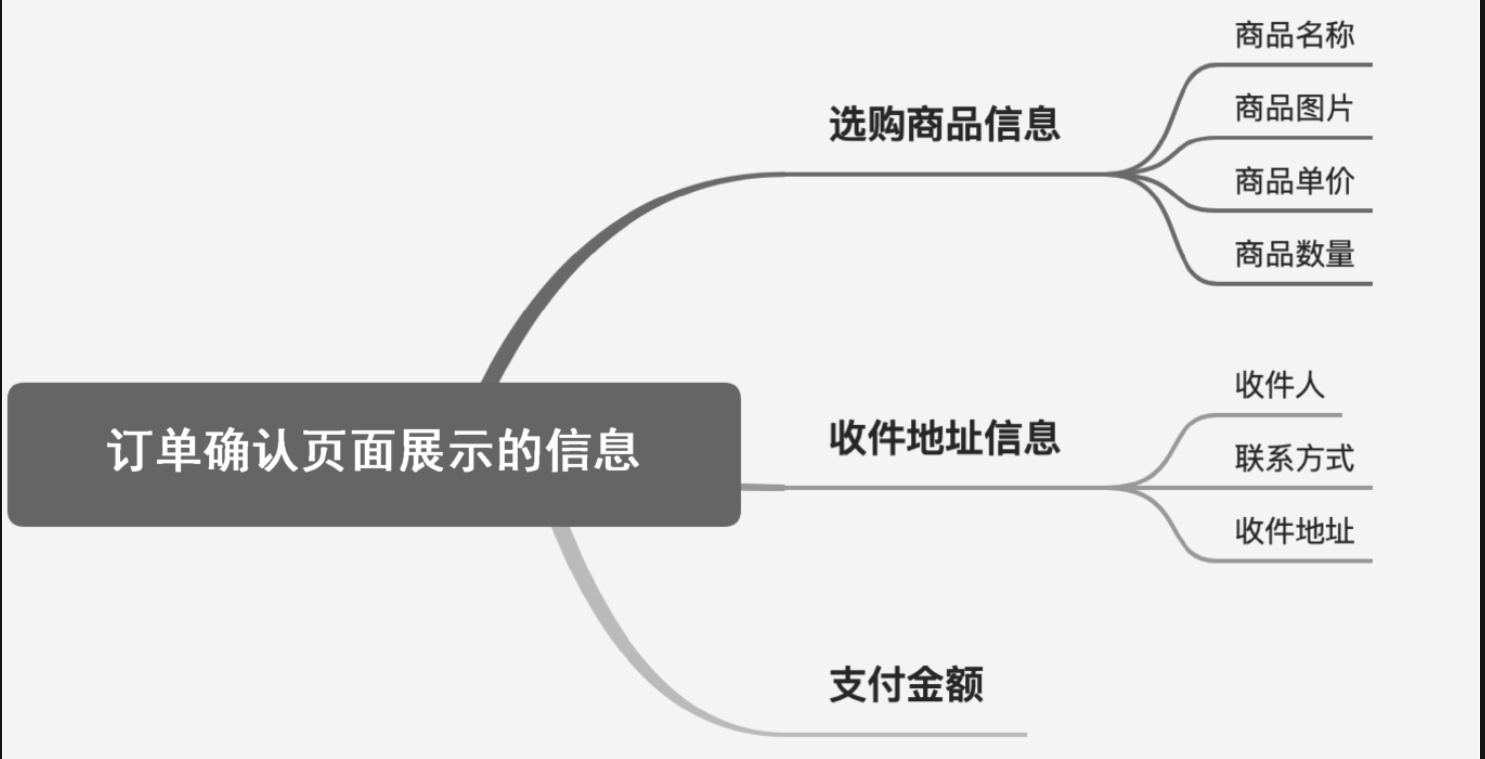 订单确认页面展示的信息
选购商品信息
商品名称
商品图片
商品单价
商品数量
收件地址信息
收件人
联系方式
收件地址
支付金额